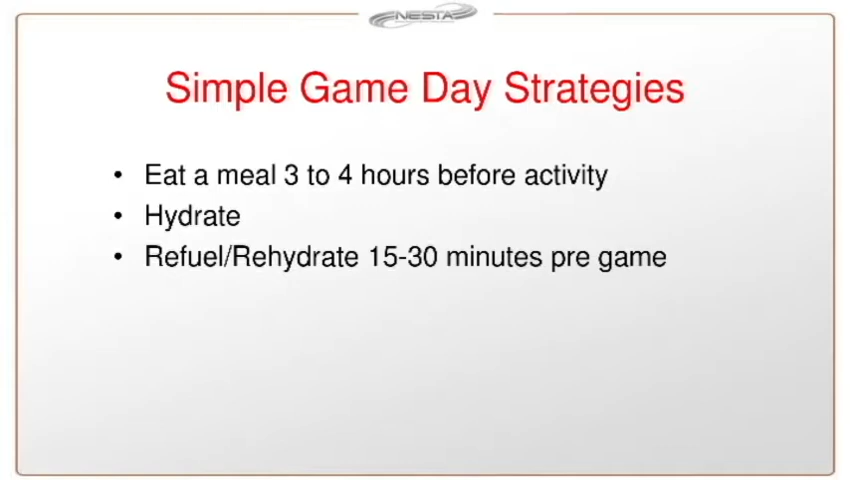 NESTA
Simple Game Day Strategies
• Eat a meal 3 to 4 hours before activity
• Hydrate
• Refuel/Rehydrate 15-30 minutes pre game